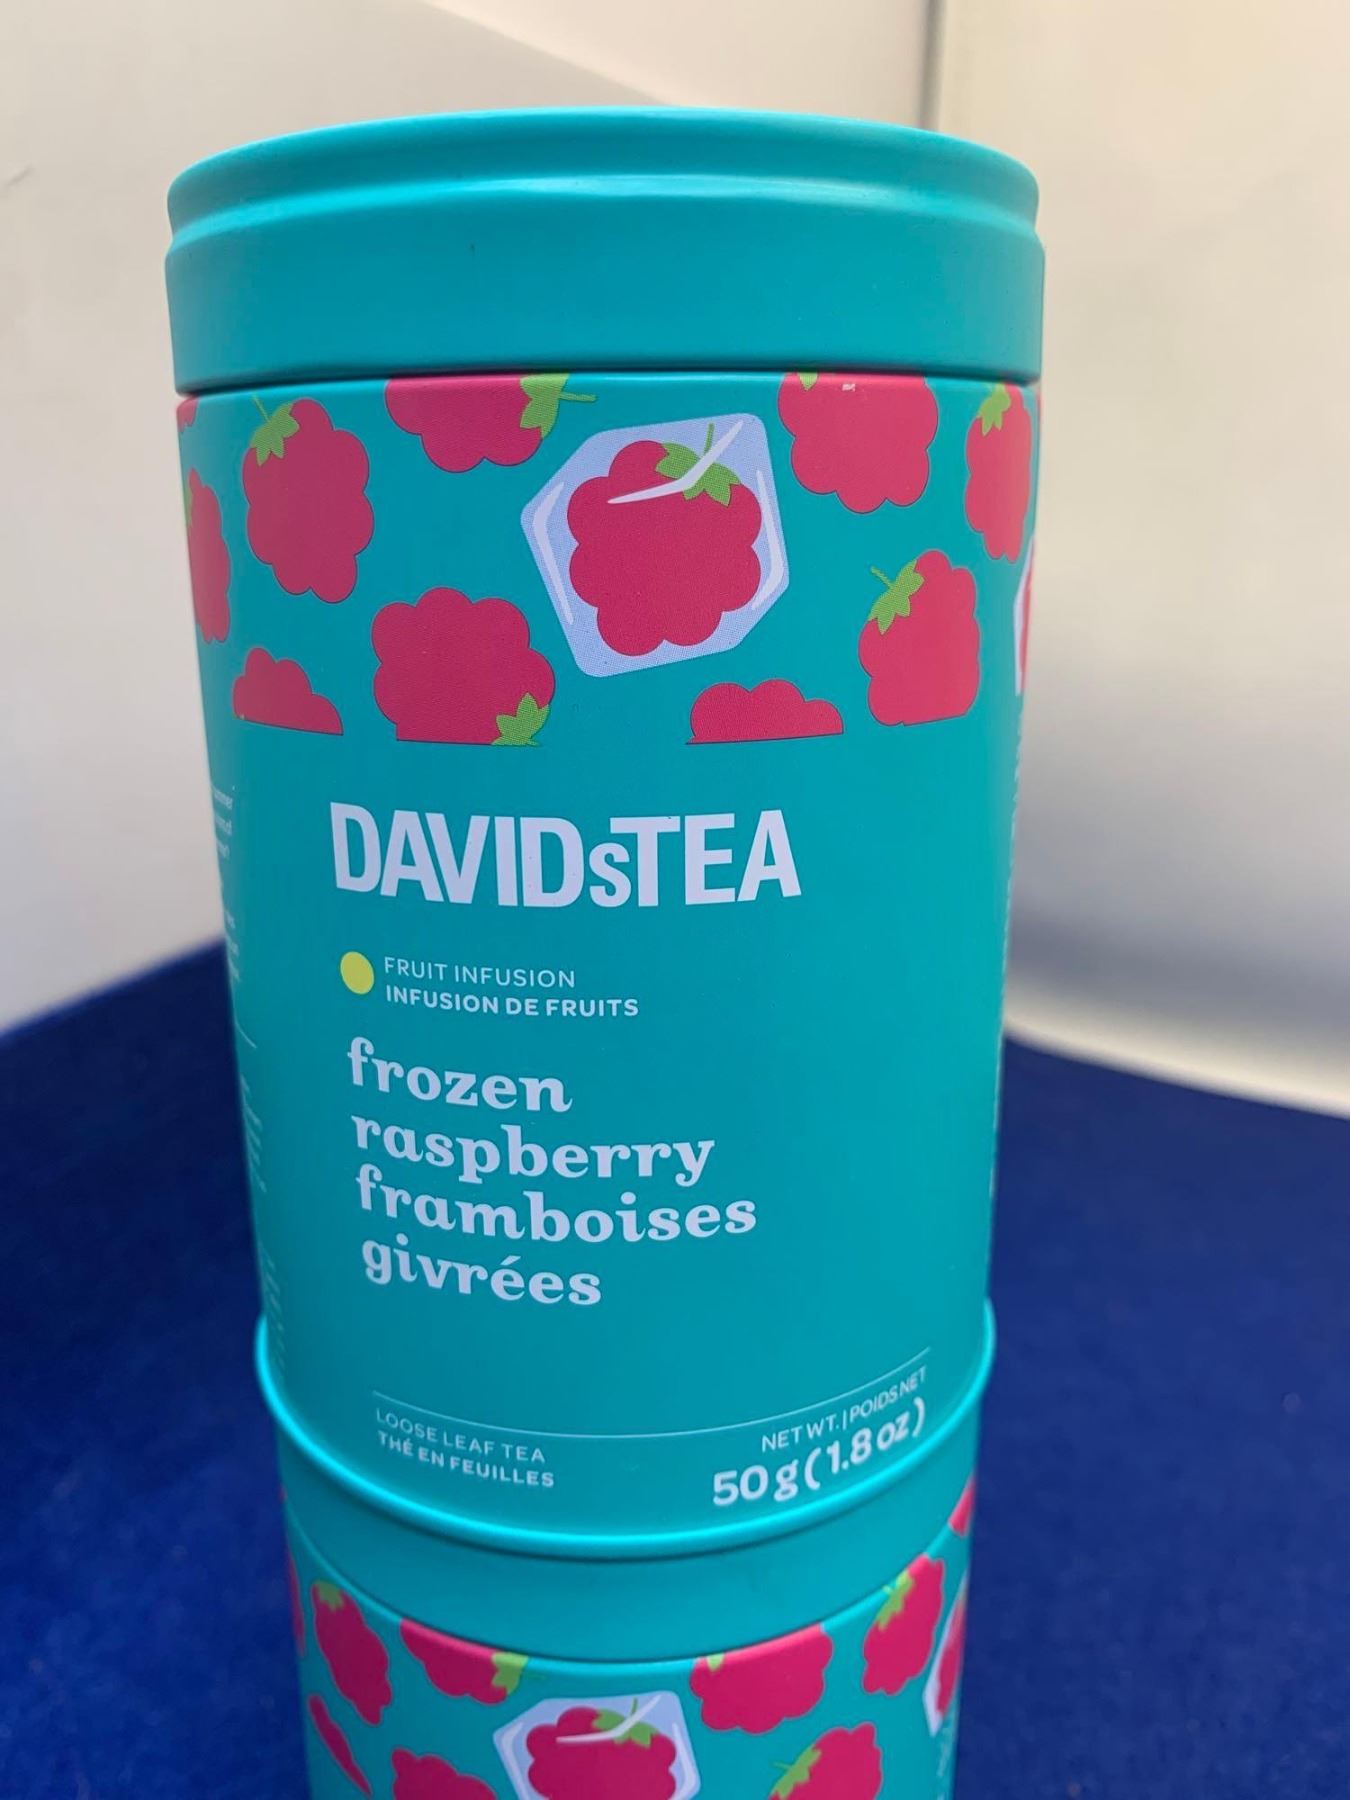 DAVIDsTEA
FRUIT INFUSION
INFUSION DE FRUITS
frozen
raspberry
framboises
givrées
LOOSE LEAF TEA
THÉ EN FEUILLES
NET WT. | POIDS NET
50 g (1.8 oz)